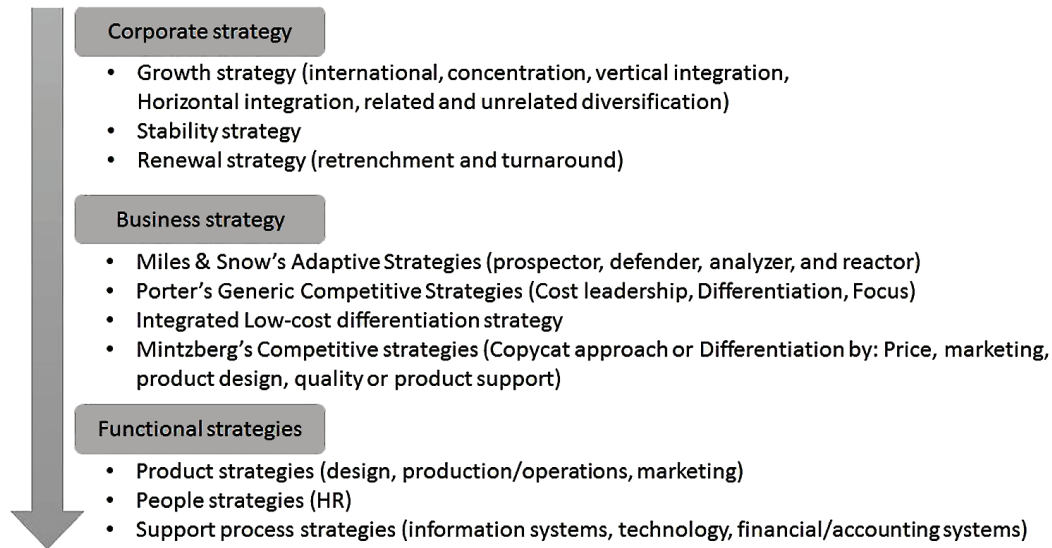 Corporate strategy
• Growth strategy (international, concentration, vertical integration,
Horizontal integration, related and unrelated diversification)
• Stability strategy
• Renewal strategy (retrenchment and turnaround)
Business strategy
• Miles & Snow's Adaptive Strategies (prospector, defender, analyzer, and reactor)
• Porter's Generic Competitive Strategies (Cost leadership, Differentiation, Focus)
• Integrated Low-cost differentiation strategy
• Mintzberg's Competitive strategies (Copycat approach or Differentiation by: Price, marketing,
product design, quality or product support)
Functional strategies
• Product strategies (design, production/operations, marketing)
• People strategies (HR)
• Support process strategies (information systems, technology, financial/accounting systems)